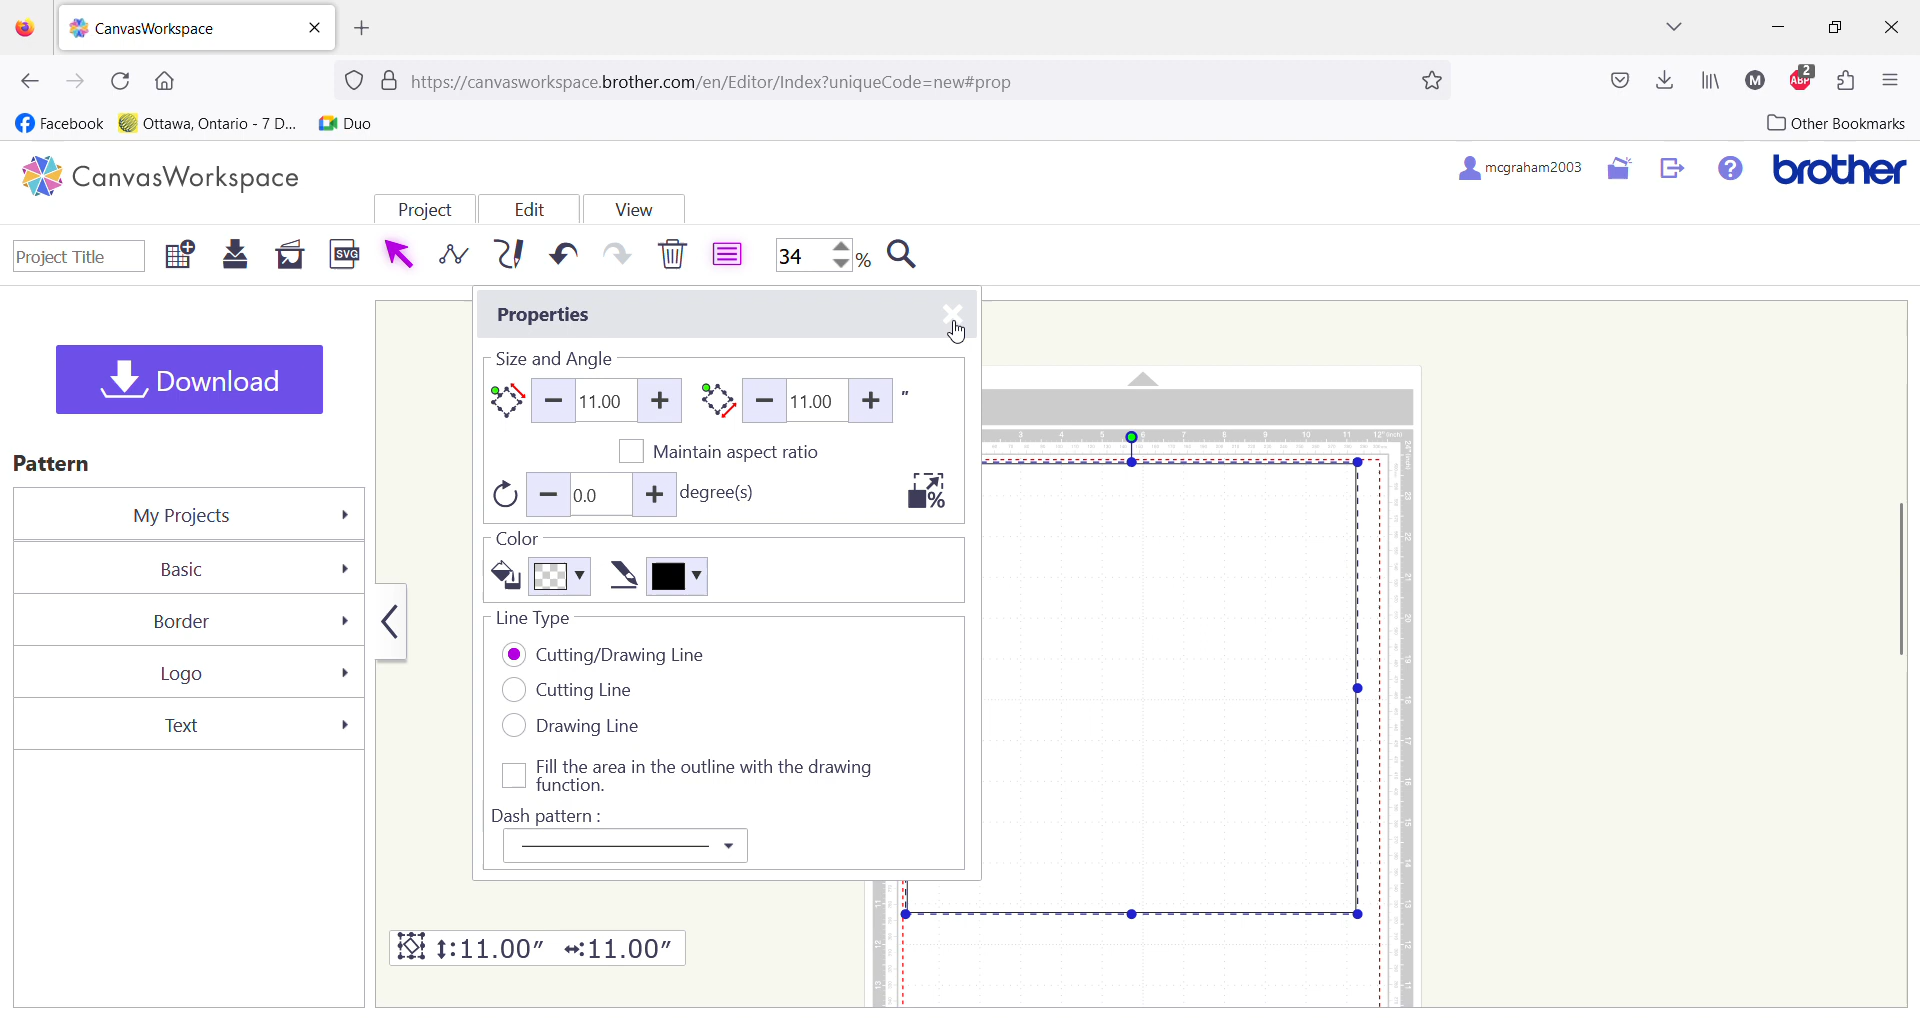 CanvasWorkspace
https://canvasworkspace.brother.com/en/Editor/Index?uniqueCode=new#prop
M
ABP
2
Facebook
Ottawa, Ontario - 7 D...
Duo
Other Bookmarks
CanvasWorkspace
mcgraham2003
?
brother
Project
Edit
View
Project Title
SVG
34
%
Properties
Size and Angle
11.00
11.00
"
Maintain aspect ratio
0.0
degree(s)
%
Color
Line Type
Cutting/Drawing Line
Cutting Line
Drawing Line
Fill the area in the outline with the drawing
function.
Dash pattern :
Download
Pattern
My Projects
Basic
Border
Logo
Text
11.00"
11.00"